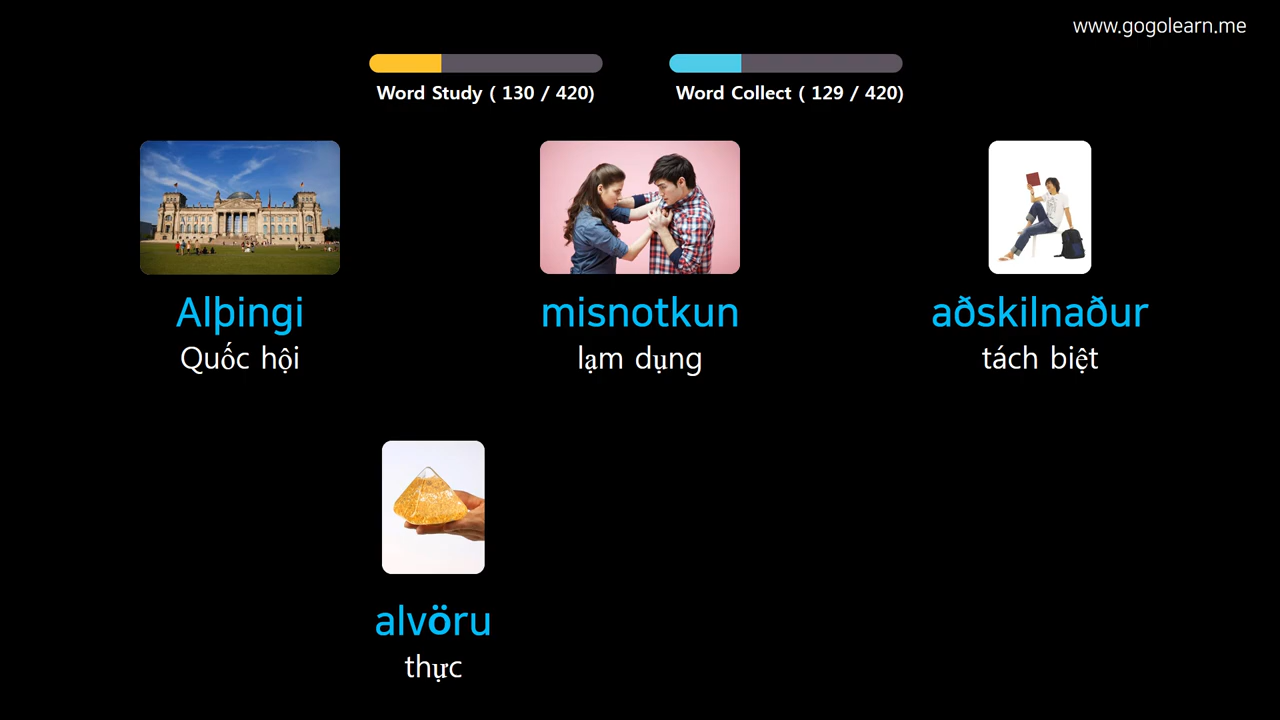 www.gogolearn.me
Word Study ( 130 / 420)
Word Collect ( 129 / 420)
Alþingi
Quốc hội
misnotkun
lạm dụng
aðskilnaður
tách biệt
alvöru
thực